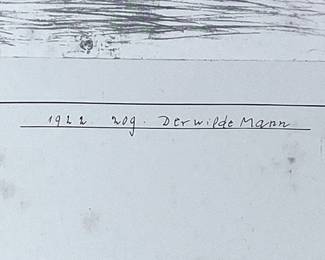 1922 209. Der wilde Mann